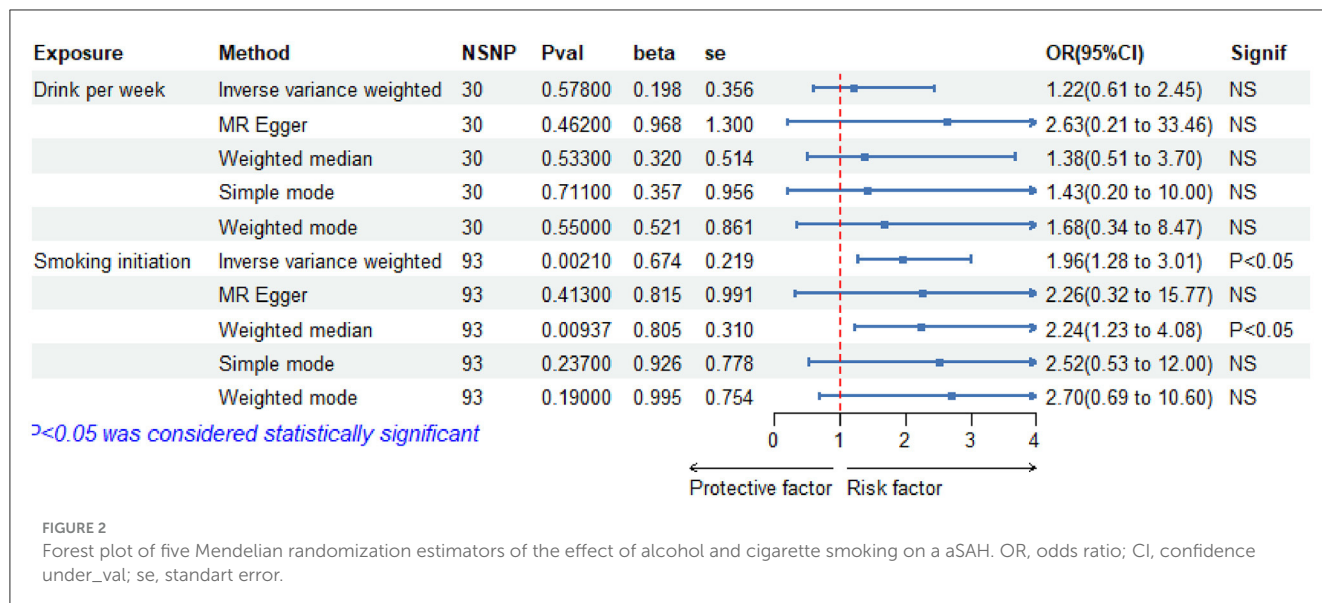 Exposure Method NSNP Pval beta se OR(95%CI) Signif
Drink per week Inverse variance weighted 30 0.57800 0.198 0.356 1.22(0.61 to 2.45) NS
MR Egger 30 0.46200 0.968 1.300 2.63(0.21 to 33.46) NS
Weighted median 30 0.53300 0.320 0.514 1.38(0.51 to 3.70) NS
Simple mode 30 0.71100 0.357 0.956 1.43(0.20 to 10.00) NS
Weighted mode 30 0.55000 0.521 0.861 1.68(0.34 to 8.47) NS
Smoking initiation Inverse variance weighted 93 0.00210 0.674 0.219 1.96(1.28 to 3.01) P<0.05
MR Egger 93 0.41300 0.815 0.991 2.26(0.32 to 15.77) NS
Weighted median 93 0.00937 0.805 0.310 2.24(1.23 to 4.08) P<0.05
Simple mode 93 0.23700 0.926 0.778 2.52(0.53 to 12.00) NS
Weighted mode 93 0.19000 0.995 0.754 2.70(0.69 to 10.60) NS
P<0.05 was considered statistically significant
0 1 2 3 4
Protective factor Risk factor
FIGURE 2
Forest plot of five Mendelian randomization estimators of the effect of alcohol and cigarette smoking on a aSAH. OR, odds ratio; CI, confidence
under_val; se, standart error.